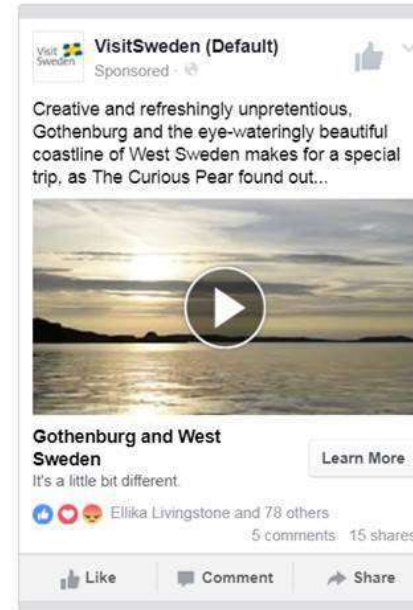 Visit
Sweden
VisitSweden (Default)
Sponsored ·
Creative and refreshingly unpretentious,
Gothenburg and the eye-wateringly beautiful
coastline of West Sweden makes for a special
trip, as The Curious Pear found out...
Gothenburg and West
Sweden
It's a little bit different.
Learn More
Ellika Livingstone and 78 others
5 comments 15 shares
Like Comment Share